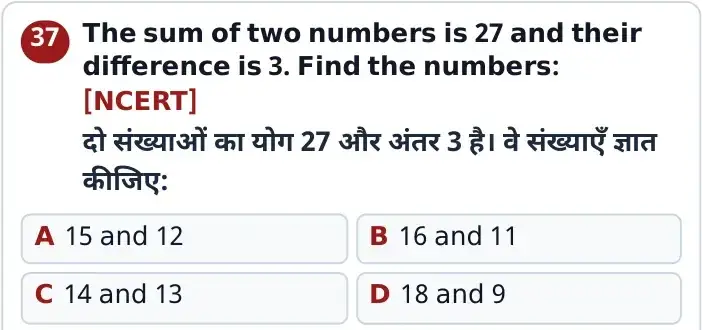 37 The sum of two numbers is 27 and their
difference is 3. Find the numbers:
[NCERT]
दो संख्याओं का योग 27 और अंतर 3 है। वे संख्याएँ ज्ञात
कीजिए:
A 15 and 12
B 16 and 11
C 14 and 13
D 18 and 9